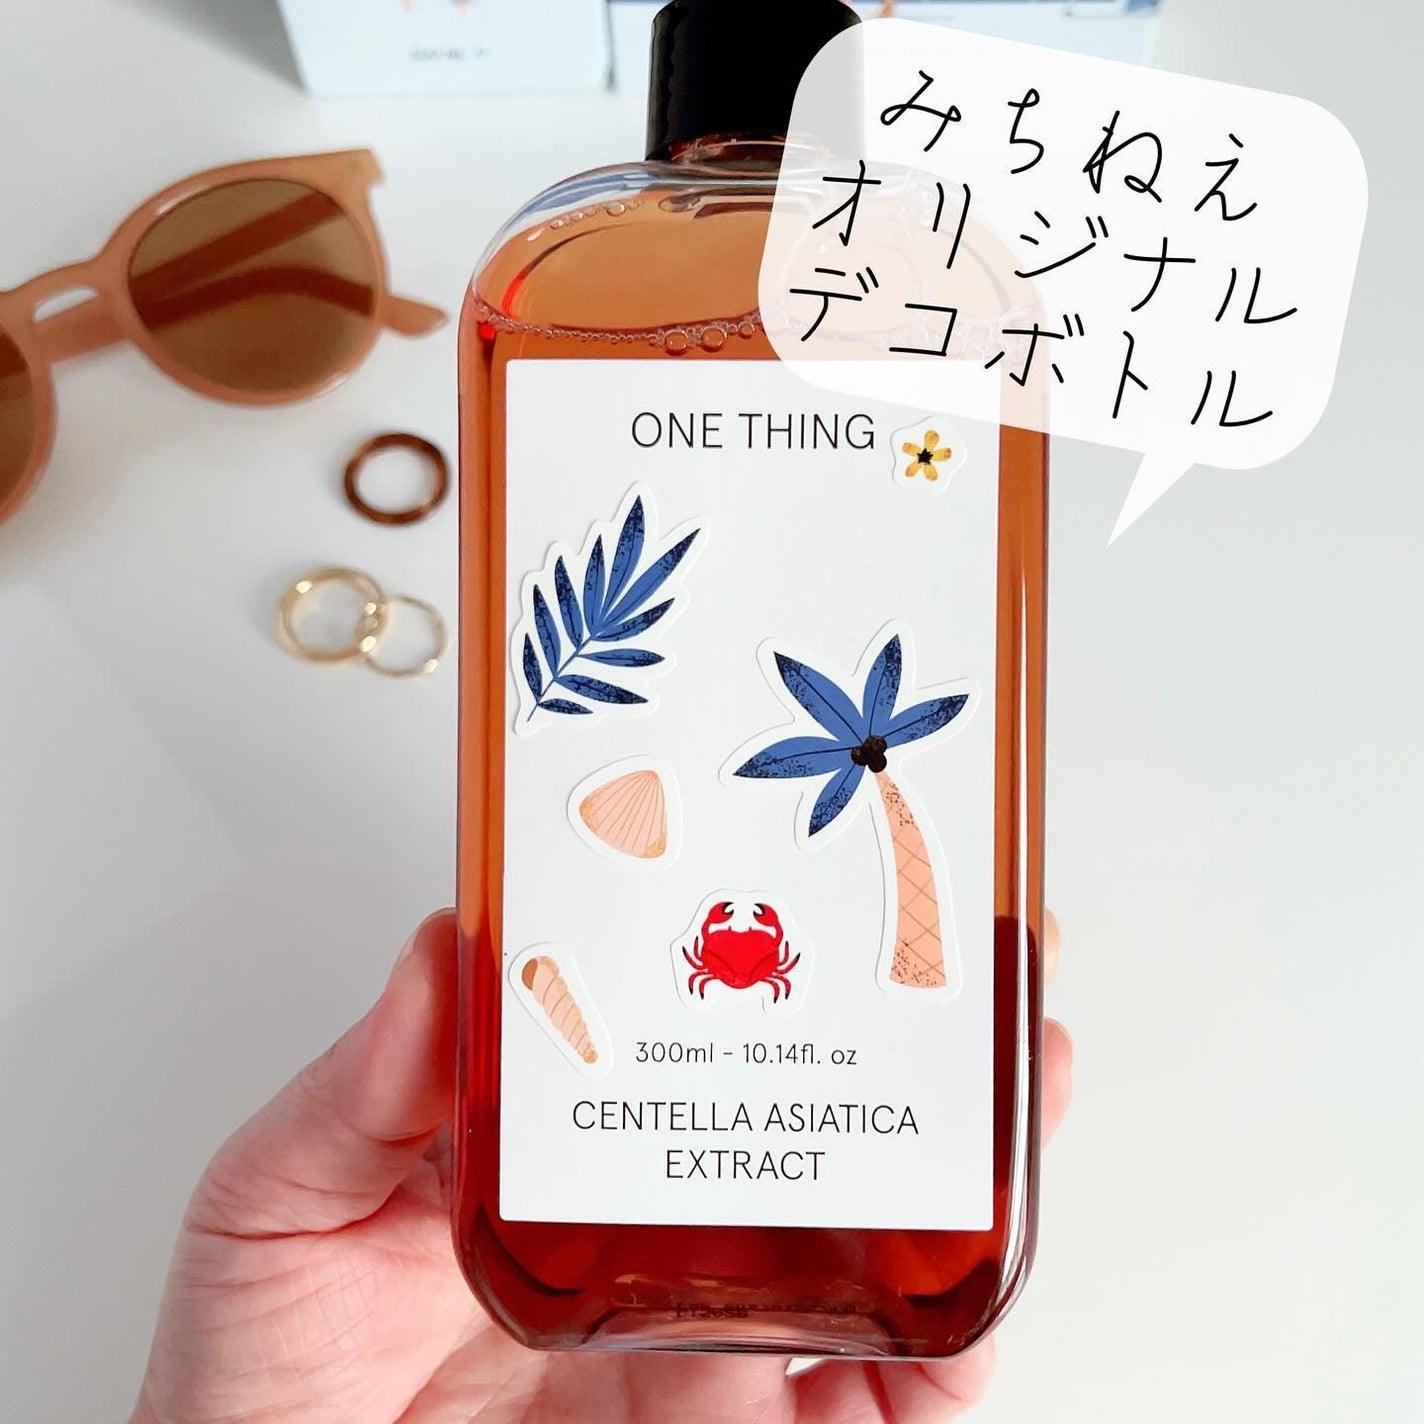 みちねえ
オリジナル
デコボトル
ONE THING
300ml - 10.14fl. oz
CENTELLA ASIATICA
EXTRACT